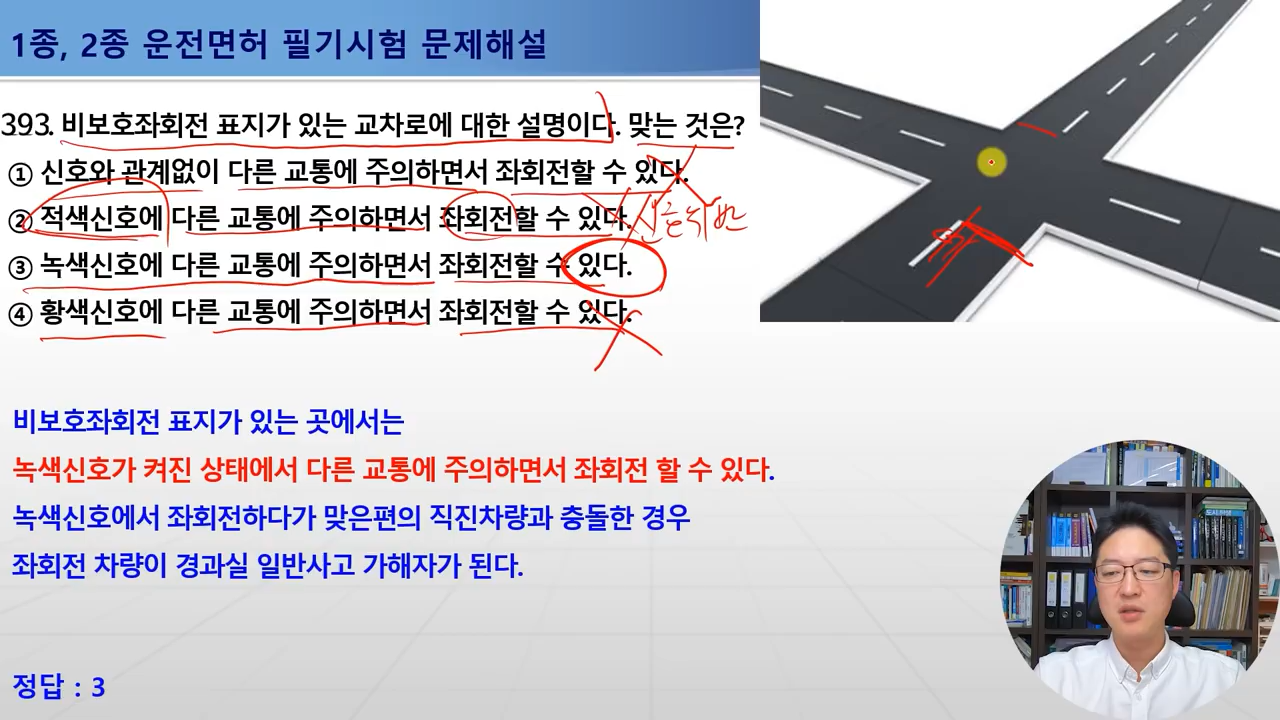 1종, 2종 운전면허 필기시험 문제해설
393. 비보호좌회전 표지가 있는 교차로에 대한 설명이다. 맞는 것은?
① 신호와 관계없이 다른 교통에 주의하면서 좌회전할 수 있다.
② 적색신호에 다른 교통에 주의하면서 좌회전할 수 있다.
③ 녹색신호에 다른 교통에 주의하면서 좌회전할 수 있다.
④ 황색신호에 다른 교통에 주의하면서 좌회전할 수 있다.
비보호좌회전 표지가 있는 곳에서는
녹색신호가 켜진 상태에서 다른 교통에 주의하면서 좌회전 할 수 있다.
녹색신호에서 좌회전하다가 맞은편의 직진차량과 충돌한 경우
좌회전 차량이 경과실 일반사고 가해자가 된다.
정답 : 3